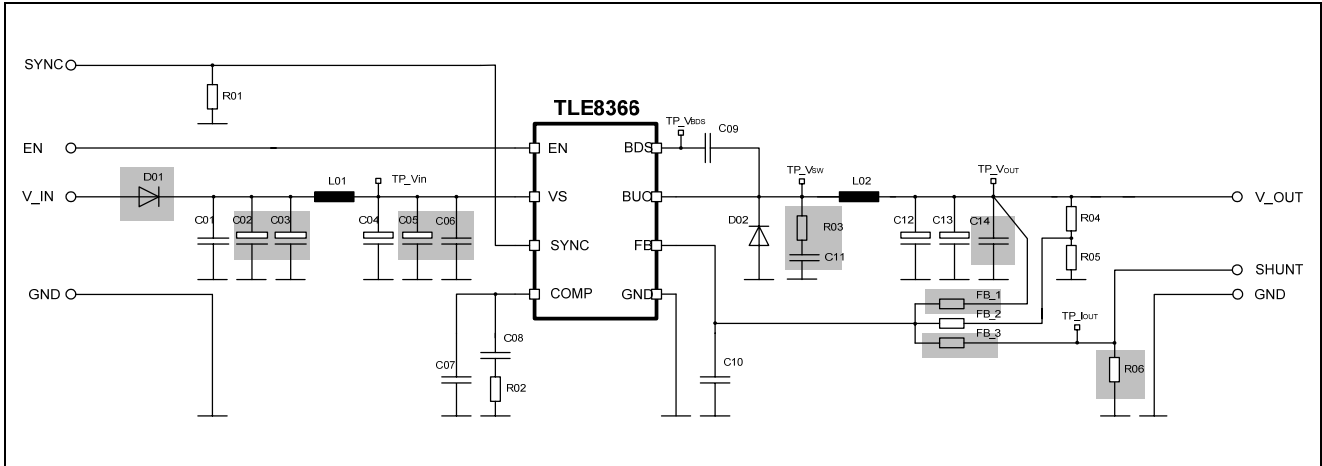 SYNC
R01
TLE8366
TP_VBDS
C09
EN
EN
BDS
D01
L01
TP_Vin
TP_VSW
L02
TP_VOUT
V_IN
VS
BUO
V_OUT
C01
C02
C03
C04
C05
C06
D02
R03
C12
C13
C14
R04
SYNC
FB
C11
R05
SHUNT
GND
COMP
GND
FB_1
GND
FB_2
TP_IOUT
C08
FB_3
C07
R02
C10
R06